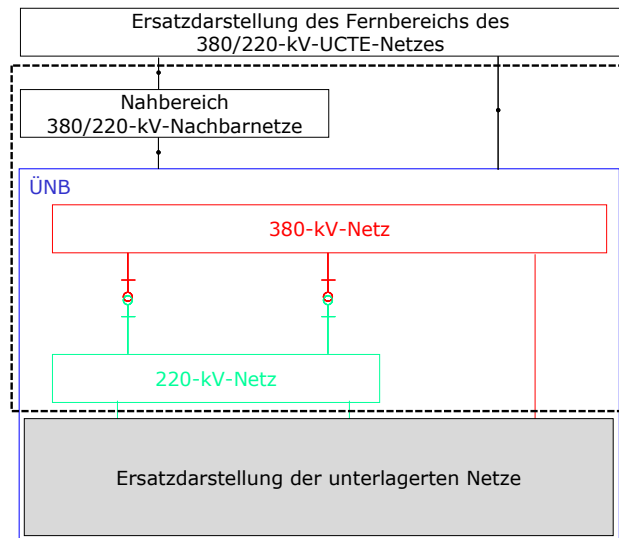 Ersatzdarstellung des Fernbereichs des
380/220-kV-UCTE-Netzes
Nahbereich
380/220-kV-Nachbarnetze
ÜNB
380-kV-Netz
220-kV-Netz
Ersatzdarstellung der unterlagerten Netze